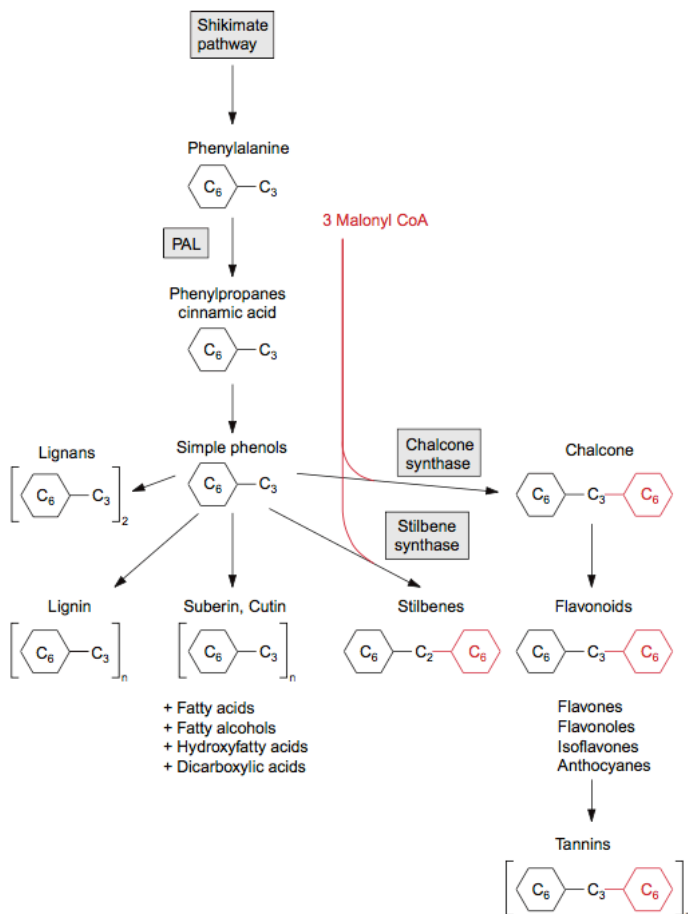 Shikimate
pathway
Phenylalanine
C6 C3
PAL
3 Malonyl CoA
Phenylpropanes
cinnamic acid
C6 C3
Lignans
[C6 C3]2
Simple phenols
C6 C3
Chalcone
synthase
Chalcone
C6 C3 C6
Stilbene
synthase
Lignin
[C6 C3]n
Suberin, Cutin
[C6 C3]n
Stilbenes
C6 C2 C6
Flavonoids
C6 C3 C6
+ Fatty acids
+ Fatty alcohols
+ Hydroxyfatty acids
+ Dicarboxylic acids
Flavones
Flavonoles
Isoflavones
Anthocyanes
Tannins
[C6 C3 C6]